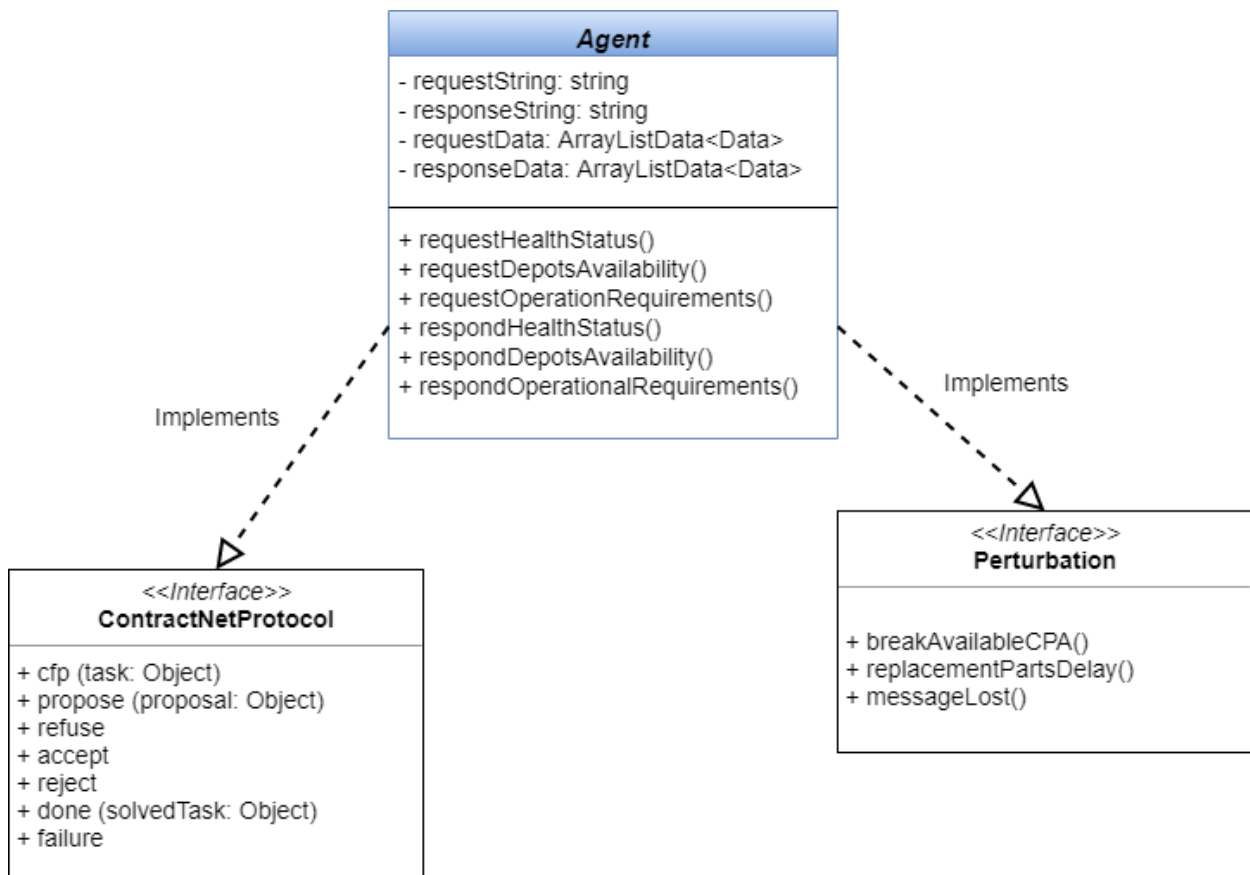 Agent
- requestString: string
- responseString: string
- requestData: ArrayListData<Data>
- responseData: ArrayListData<Data>
+ requestHealthStatus()
+ requestDepotsAvailability()
+ requestOperationRequirements()
+ respondHealthStatus()
+ respondDepotsAvailability()
+ respondOperationalRequirements()
Implements
Implements
<<Interface>>
ContractNetProtocol
+ cfp (task: Object)
+ propose (proposal: Object)
+ refuse
+ accept
+ reject
+ done (solvedTask: Object)
+ failure
<<Interface>>
Perturbation
+ breakAvailableCPA()
+ replacementPartsDelay()
+ messageLost()